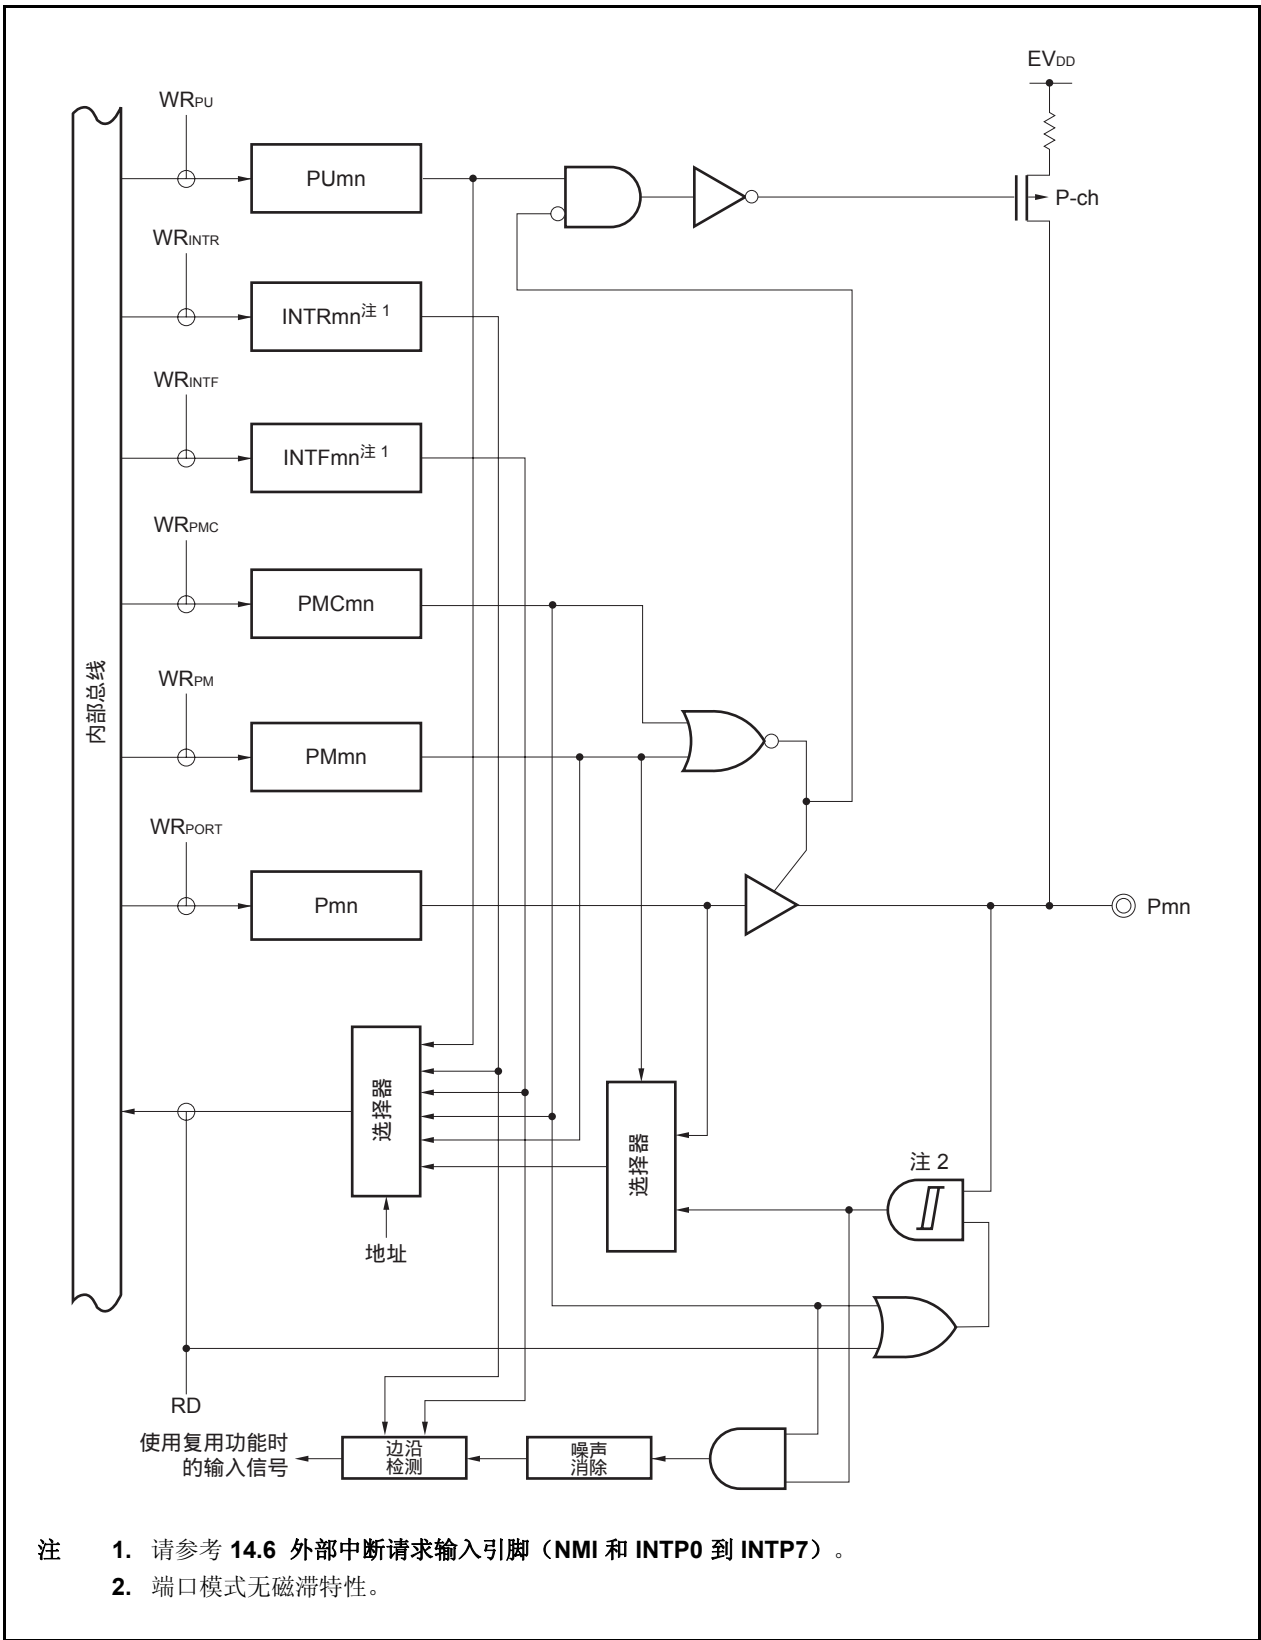 EVDD
WRPU
PUmn
P-ch
WRINTR
INTRmn注 1
WRINTF
INTFmn注 1
WRPMC
PMCmn
内部总线
WRPM
PMmn
WRPORT
Pmn
Pmn
选择器
选择器
注 2
地址
RD
使用复用功能时
的输入信号
边沿
检测
噪声
消除
注 1. 请参考 14.6 外部中断请求输入引脚（NMI 和 INTP0 到 INTP7）。
2. 端口模式无磁滞特性。